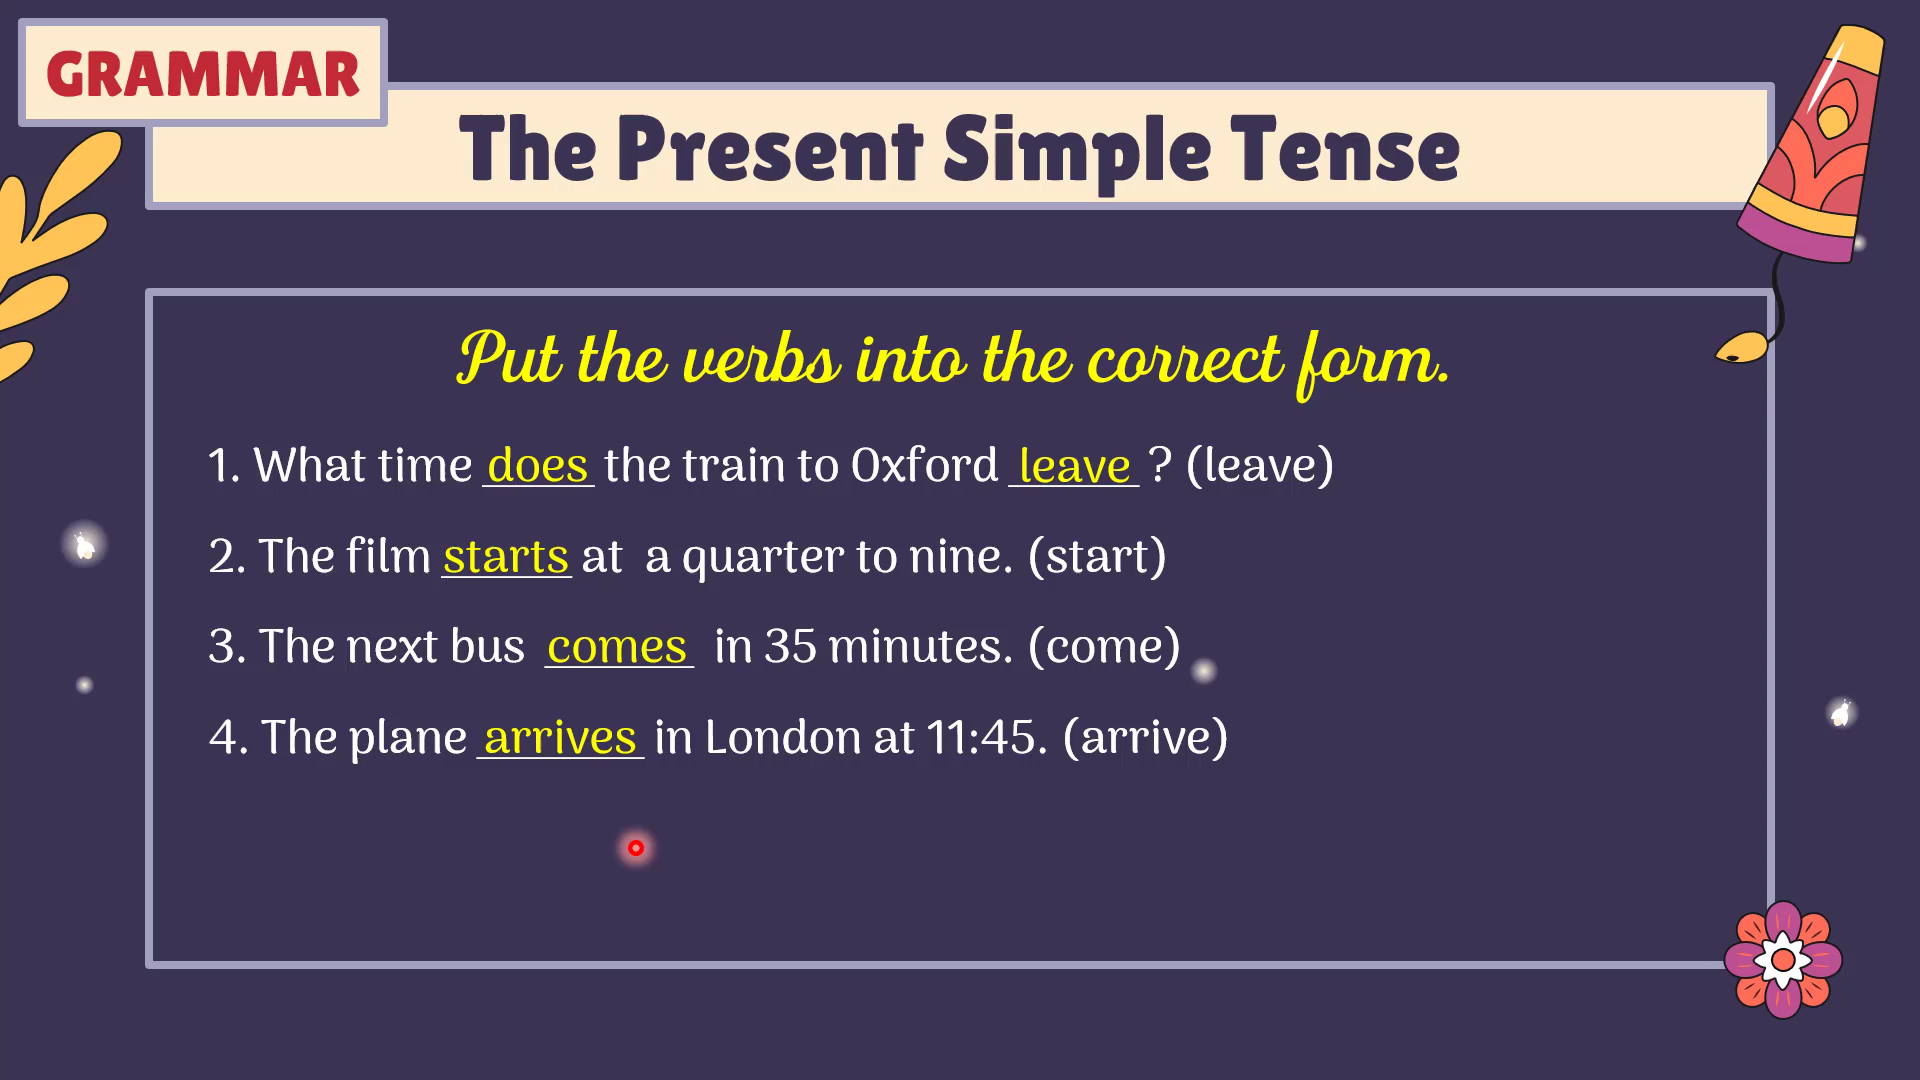 GRAMMAR
The Present Simple Tense
Put the verbs into the correct form.
1. What time does the train to Oxford leave ? (leave)
2. The film starts at a quarter to nine. (start)
3. The next bus comes in 35 minutes. (come)
4. The plane arrives in London at 11:45. (arrive)